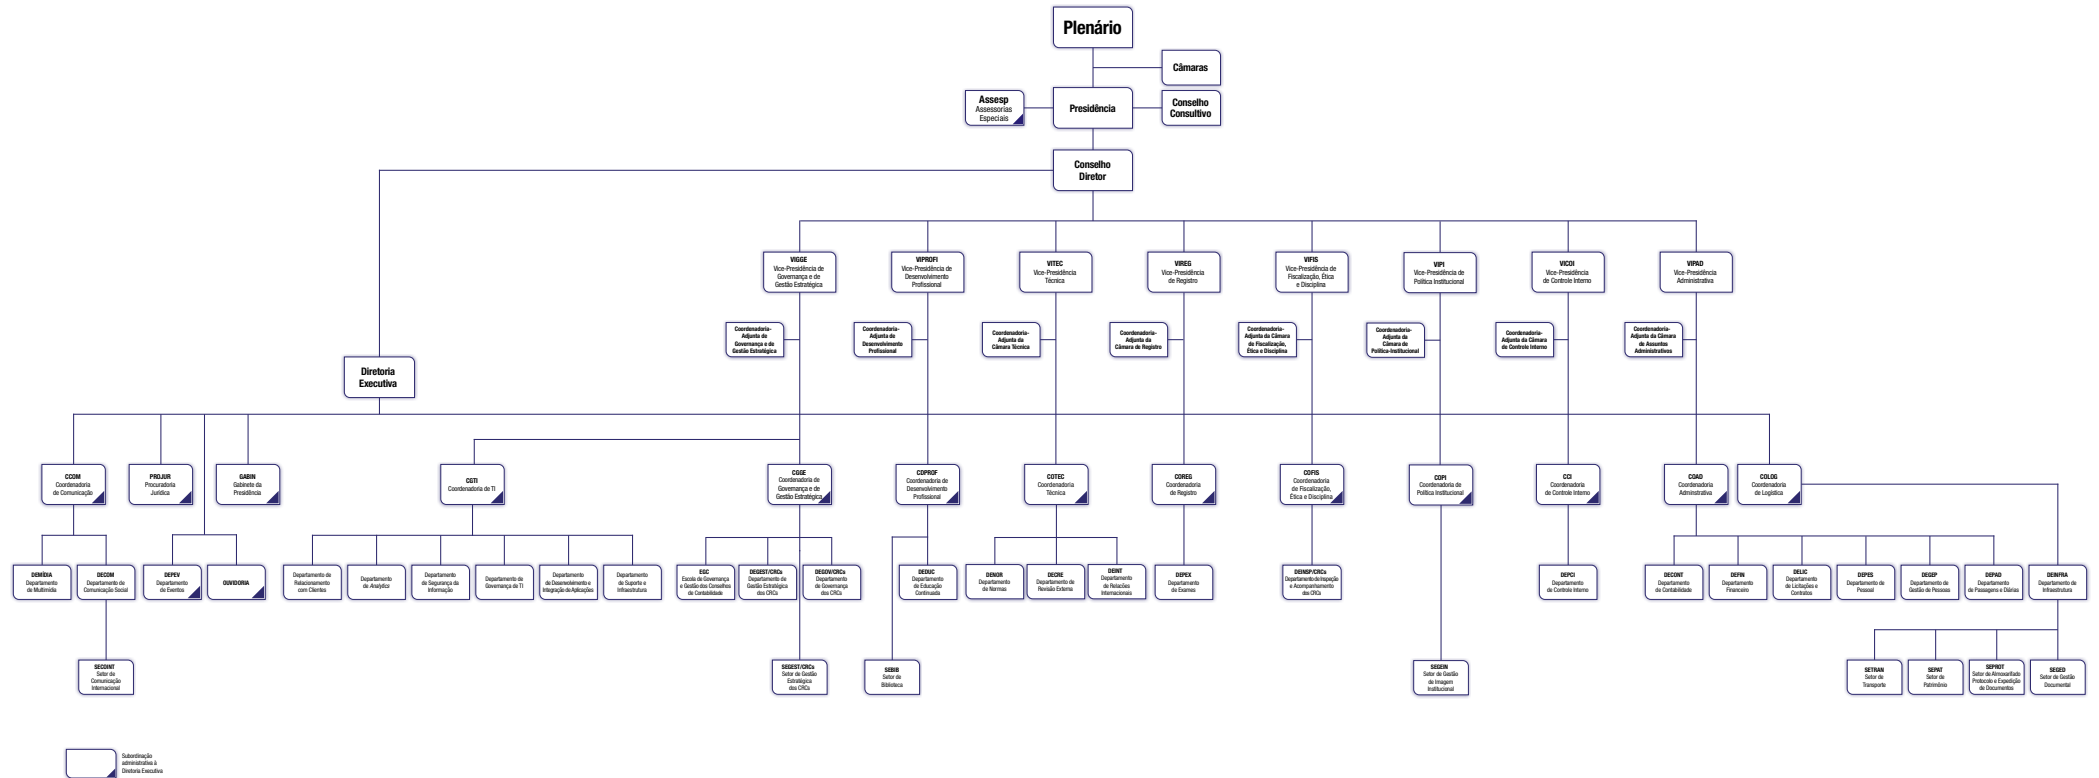 Plenário
Câmaras
Assesp
Assessorias
Especiais
Presidência
Conselho
Consultivo
Conselho
Diretor
VIGGE
Vice-Presidência de
Governança e de
Gestão Estratégica
VIPROFI
Vice-Presidência de
Desenvolvimento
Profissional
VITEC
Vice-Presidência
Técnica
VIREG
Vice-Presidência
de Registro
VIFIS
Vice-Presidência de
Fiscalização, Ética
e Disciplina
VIPI
Vice-Presidência de
Política Institucional
VICOI
Vice-Presidência
de Controle Interno
VIPAD
Vice-Presidência
Administrativa
Coordenadoria-
Adjunta de
Governança e de
Gestão Estratégica
Coordenadoria-
Adjunta de
Desenvolvimento
Profissional
Coordenadoria-
Adjunta da
Câmara Técnica
Coordenadoria-
Adjunta da
Câmara de Registro
Coordenadoria-
Adjunta da Câmara
de Fiscalização,
Ética e Disciplina
Coordenadoria-
Adjunta da
Câmara de
Política-Institucional
Coordenadoria-
Adjunta da Câmara
de Controle Interno
Coordenadoria-
Adjunta da Câmara
de Assuntos
Administrativos
Diretoria
Executiva
CCOM
Coordenadoria
de Comunicação
PROJUR
Procuradoria
Jurídica
GABIN
Gabinete da
Presidência
CGTI
Coordenadoria de TI
CGGE
Coordenadoria de
Governança e de
Gestão Estratégica
COPROF
Coordenadoria de
Desenvolvimento
Profissional
COTEC
Coordenadoria
Técnica
COREG
Coordenadoria
de Registro
COFIS
Coordenadoria
de Fiscalização,
Ética e Disciplina
COPI
Coordenadoria de
Política Institucional
CCI
Coordenadoria
de Controle Interno
COAD
Coordenadoria
Adminstrativa
COLOG
Coordenadoria
de Logística
DEMÍDIA
Departamento
de Multimídia
DECOM
Departamento de
Comunicação Social
DEPEV
Departamento
de Eventos
OUVIDORIA
Departamento de
Relacionamento
com Clientes
Departamento
de Analytics
Departamento
de Segurança da
Informação
Departamento de
Governança de TI
Departamento
de Desenvolvimento e
Integração de Aplicações
Departamento
de Suporte e
Infraestrutura
EGC
Escola de Governança
e Gestão dos Conselhos
de Contabilidade
DEGEST/CRCs
Departamento de
Gestão Estratégica
dos CRCs
DEGOV/CRCs
Departamento
de Governança
dos CRCs
DEDUC
Departamento
de Educação
Continuada
DENOR
Departamento
de Normas
DECRE
Departamento de
Revisão Externa
DEINT
Departamento
de Relacões
Internacionais
DEPEX
Departamento
de Exames
DEINSP/CRCs
Departamento de Inspeção
e Acompanhamento
dos CRCs
DEPCI
Departamento
de Controle Interno
DECONT
Departamento
de Contabilidade
DEFIN
Departamento
Financeiro
DELIC
Departamento
de Licitações e
Contratos
DEPES
Departamento de
Pessoal
DEGEP
Departamento de
Gestão de Pessoas
DEPAD
Departamento
de Passagens e Diárias
DEINFRA
Departamento de
Infraestrutura
SECOINT
Setor de
Comunicação
Internacional
SEGEST/CRCs
Setor de Gestão
Estratégica
dos CRCs
SEBIB
Setor de
Biblioteca
SEGEIN
Setor de Gestão
de Imagem
Institucional
SETRAN
Setor de
Transporte
SEPAT
Setor de
Patrimônio
SEPROT
Setor de Almoxarifado
Protocolo e Expedição
de Documentos
SEGED
Setor de Gestão
Documental
Subordinação
administrativa à
Diretoria Executiva